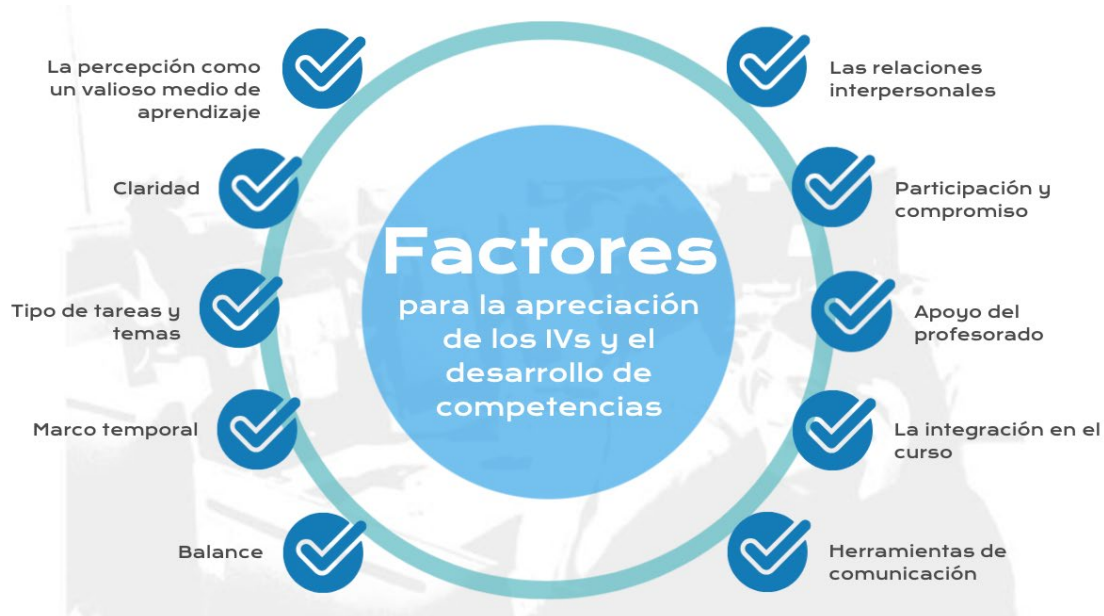 La percepción como
un valioso medio de
aprendizaje
Claridad
Tipo de tareas y
temas
Marco temporal
Balance
Factores
para la apreciación
de los IVs y el
desarrollo de
competencias
Las relaciones
interpersonales
Participación y
compromiso
Apoyo del
profesorado
La integración en el
curso
Herramientas de
comunicación